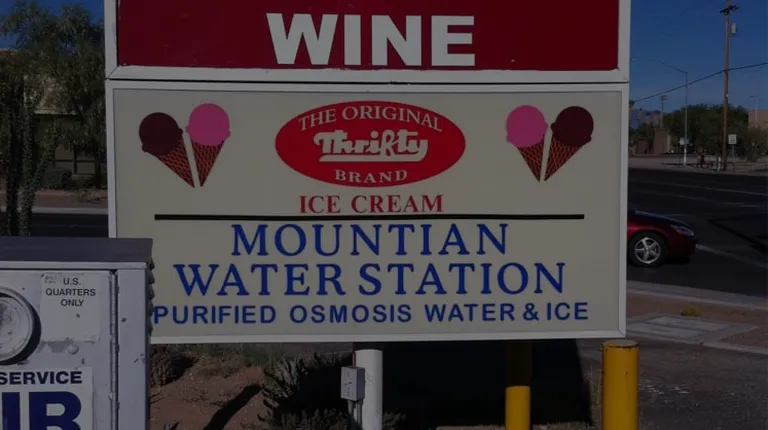 WINE
THE ORIGINAL
Thrifty
BRAND
ICE CREAM
MOUNTIAN
WATER STATION
PURIFIED OSMOSIS WATER & ICE
U.S.
QUARTERS
ONLY
SERVICE